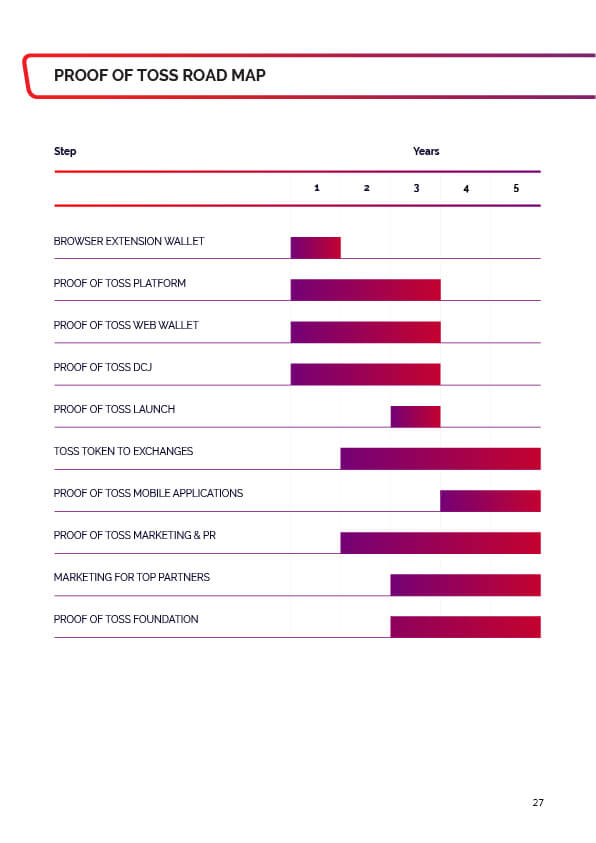 PROOF OF TOSS ROAD MAP
Step Years
1 2 3 4 5
BROWSER EXTENSION WALLET
PROOF OF TOSS PLATFORM
PROOF OF TOSS WEB WALLET
PROOF OF TOSS DCJ
PROOF OF TOSS LAUNCH
TOSS TOKEN TO EXCHANGES
PROOF OF TOSS MOBILE APPLICATIONS
PROOF OF TOSS MARKETING & PR
MARKETING FOR TOP PARTNERS
PROOF OF TOSS FOUNDATION
27